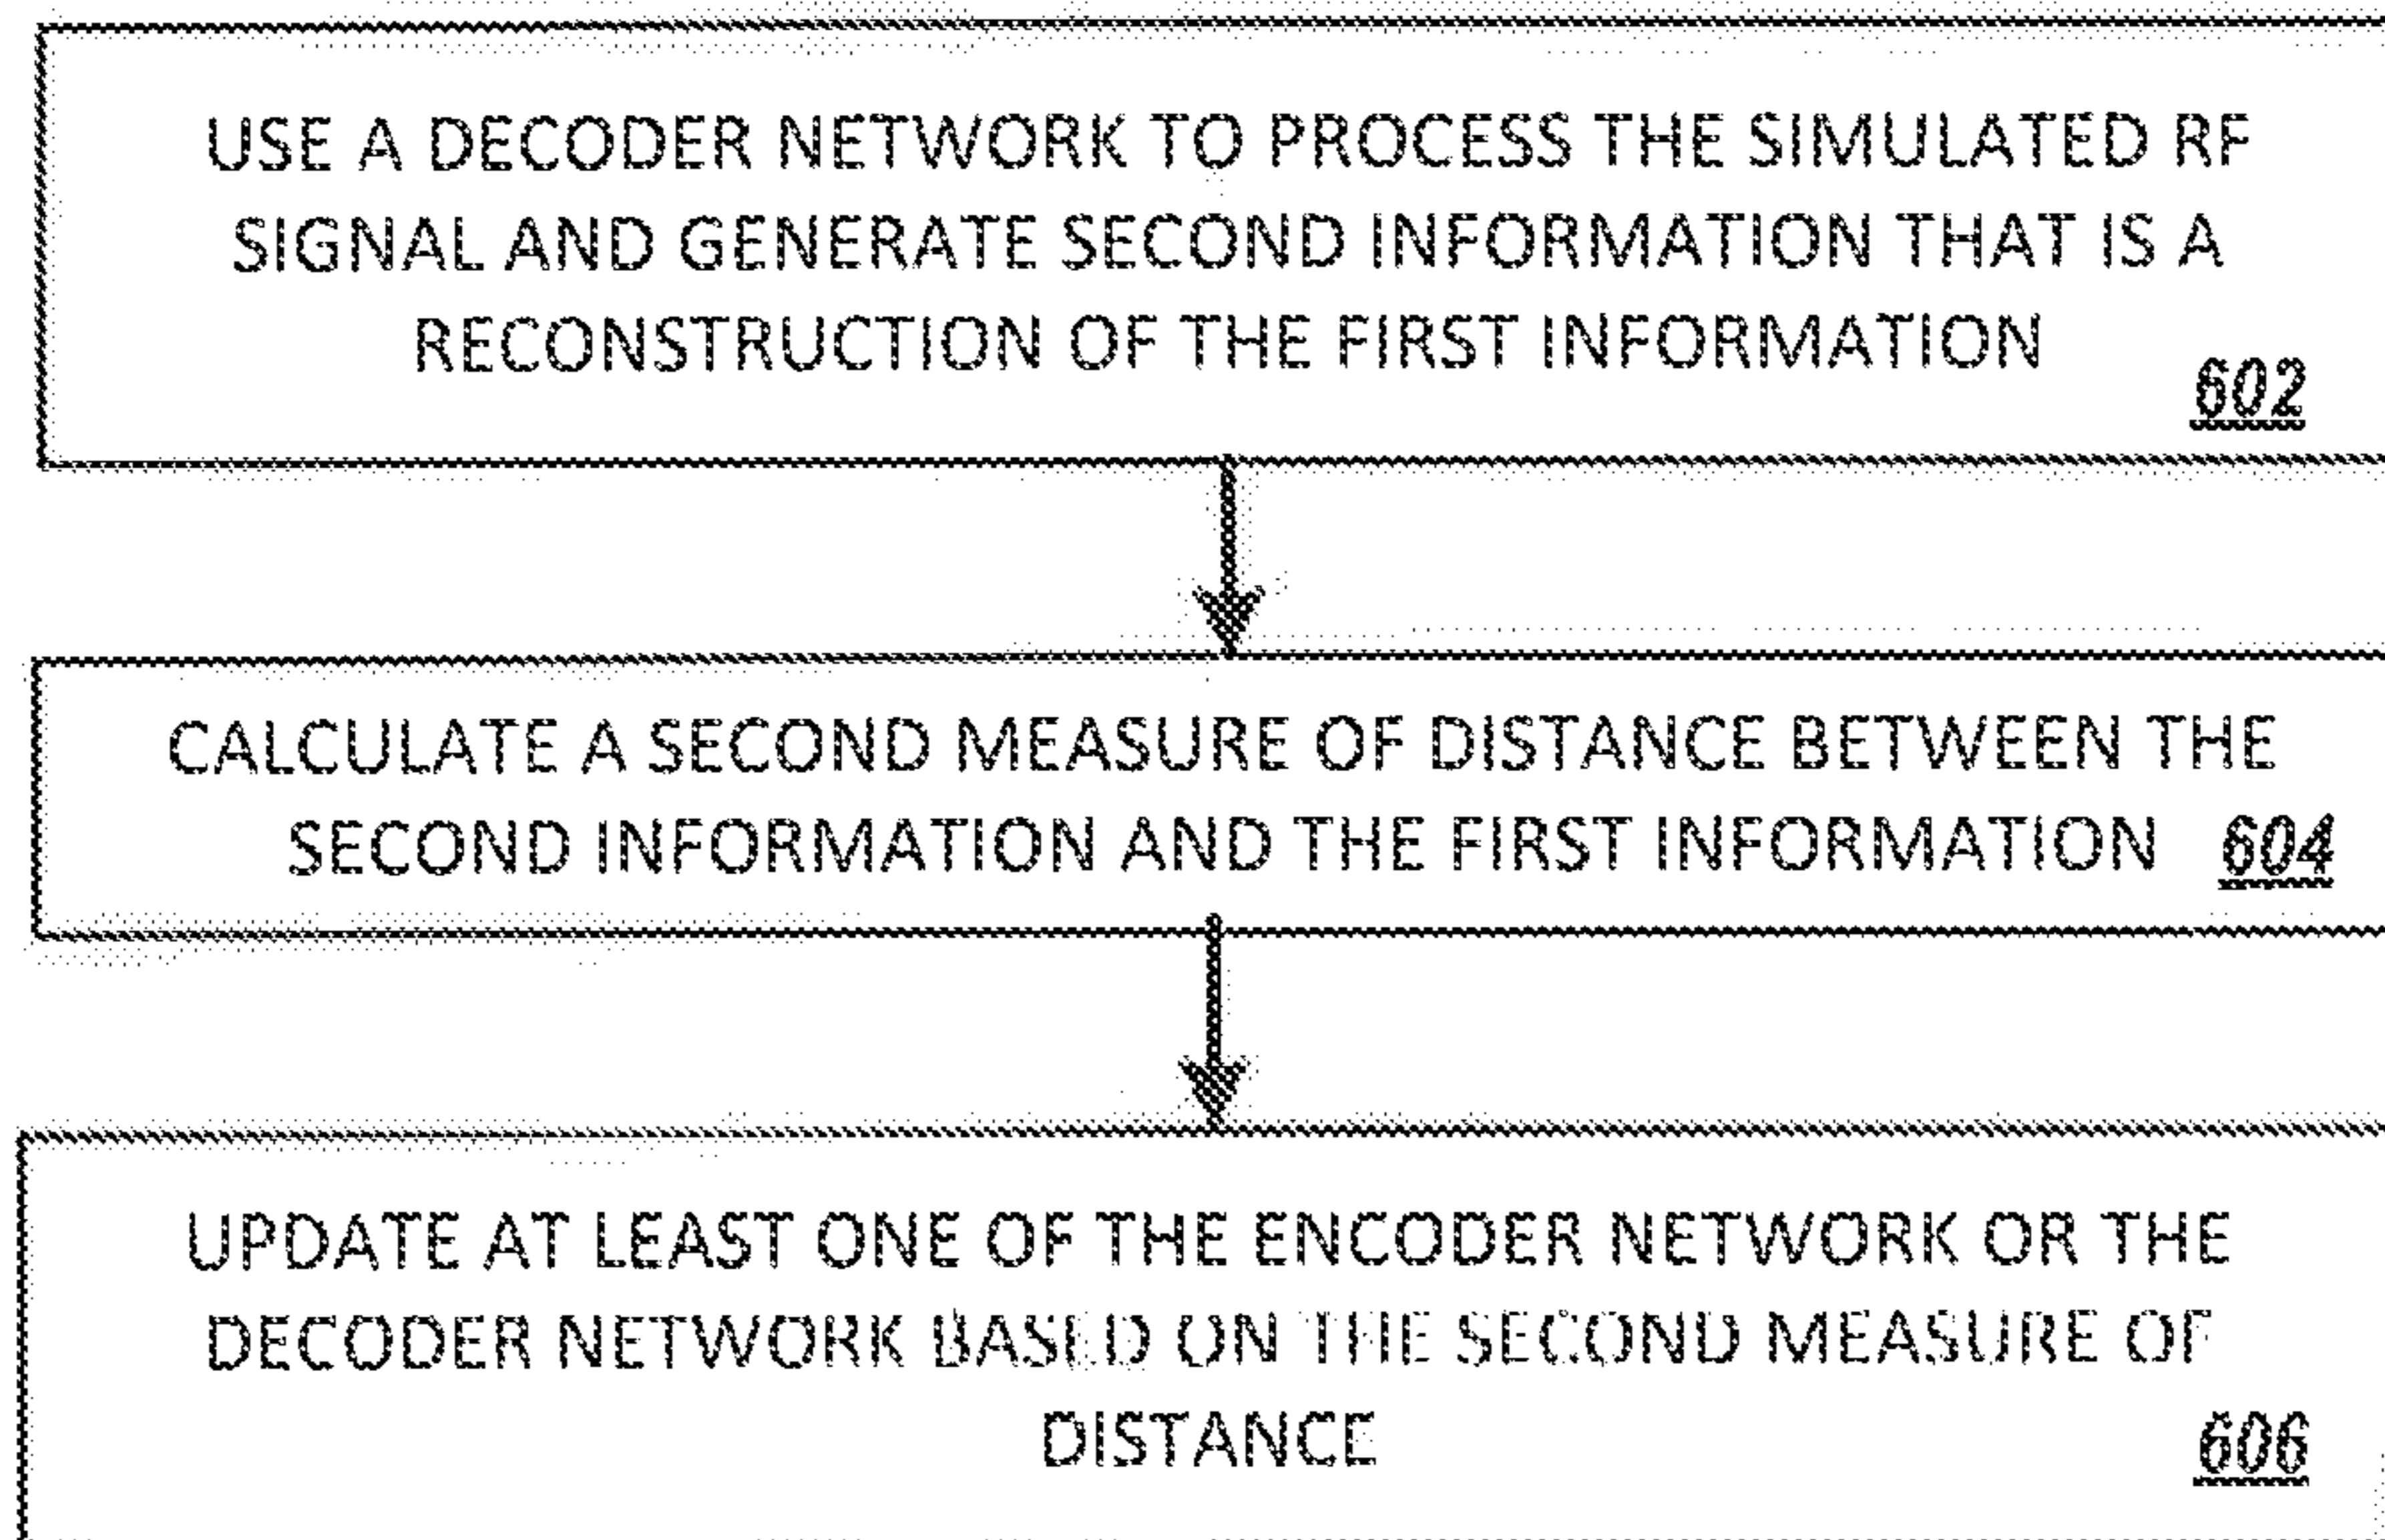 USE A DECODER NETWORK TO PROCESS THE SIMULATED RF
SIGNAL AND GENERATE SECOND INFORMATION THAT IS A
RECONSTRUCTION OF THE FIRST INFORMATION
602
CALCULATE A SECOND MEASURE OF DISTANCE BETWEEN THE
SECOND INFORMATION AND THE FIRST INFORMATION 604
UPDATE AT LEAST ONE OF THE ENCODER NETWORK OR THE
DECODER NETWORK BASED ON THE SECOND MEASURE OF
DISTANCE
606